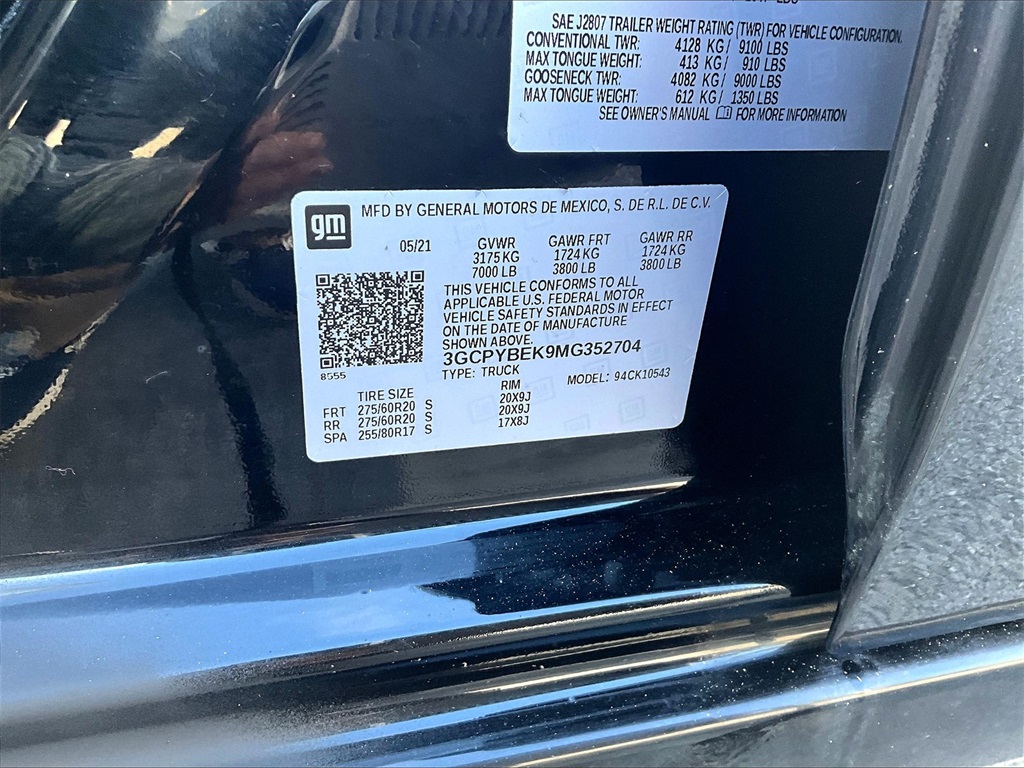 SAE J2807 TRAILER WEIGHT RATING (TWR) FOR VEHICLE CONFIGURATION.
CONVENTIONAL TWR: 4128 KG / 9100 LBS
MAX TONGUE WEIGHT: 413 KG / 910 LBS
GOOSENECK TWR: 4082 KG / 9000 LBS
MAX TONGUE WEIGHT: 612 KG / 1350 LBS
SEE OWNER'S MANUAL FOR MORE INFORMATION
gm MFD BY GENERAL MOTORS DE MEXICO, S. DE R.L. DE C.V.
05/21 GVWR GAWR FRT GAWR RR
3175 KG 1724 KG 1724 KG
7000 LB 3800 LB 3800 LB
THIS VEHICLE CONFORMS TO ALL
APPLICABLE U.S. FEDERAL MOTOR
VEHICLE SAFETY STANDARDS IN EFFECT
ON THE DATE OF MANUFACTURE
SHOWN ABOVE.
3GCPYBEK9MG352704
8555 TYPE: TRUCK MODEL: 94CK10543
TIRE SIZE RIM
FRT 275/60R20 S 20X9J
RR 275/60R20 S 20X9J
SPA 255/80R17 S 17X8J